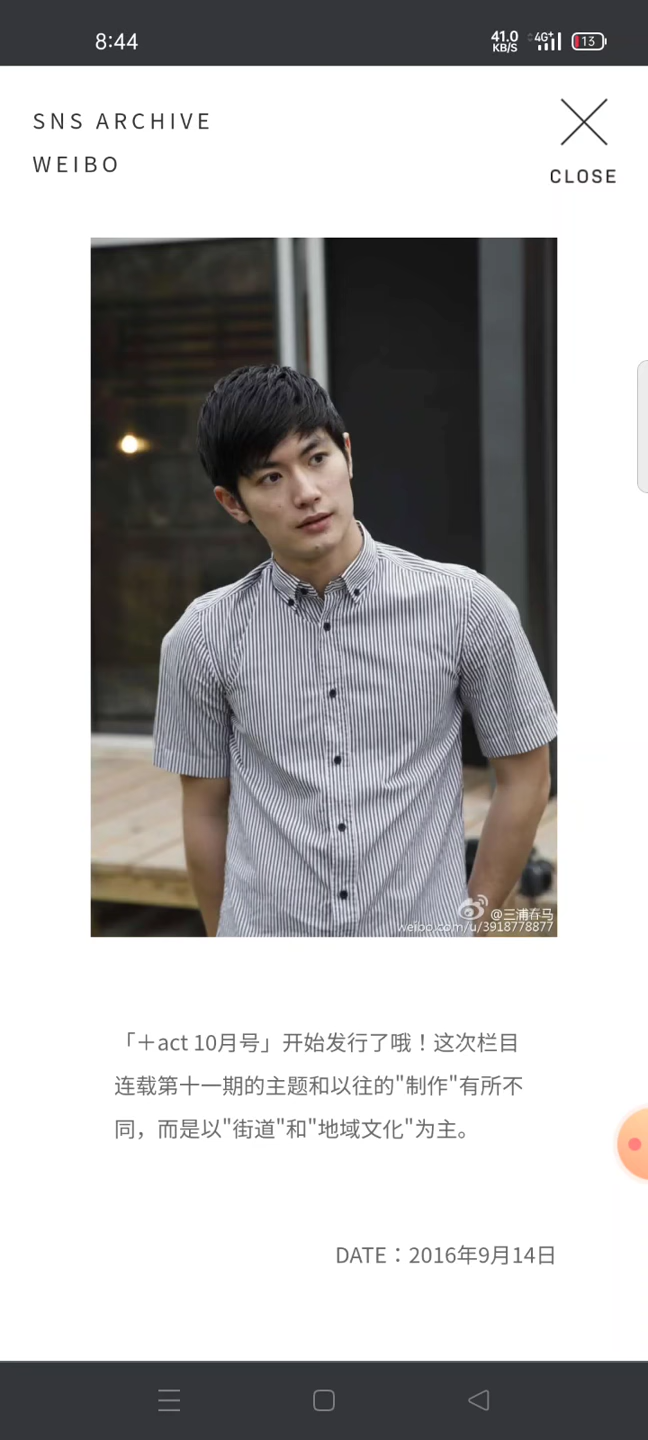 8:44
41.0
KB/S
4G+
13
SNS ARCHIVE
WEIBO
CLOSE
@三浦春马
weibo.com/u/3918778877
「＋act 10月号」开始发行了哦！这次栏目
连载第十一期的主题和以往的"制作"有所不
同，而是以"街道"和"地域文化"为主。
DATE：2016年9月14日